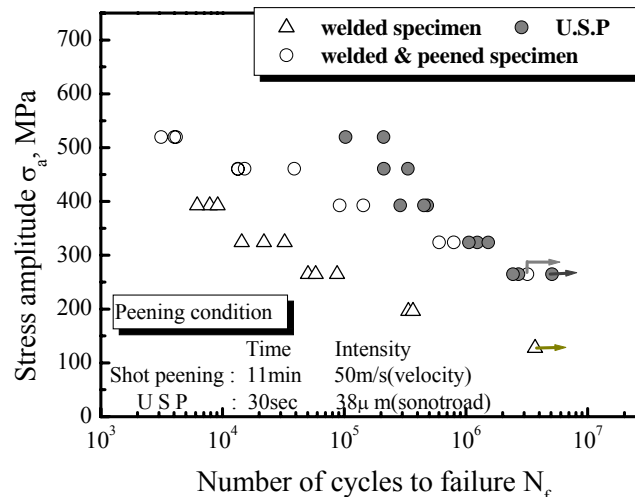 welded specimen U.S.P
welded & peened specimen
Stress amplitude σa, MPa
700
600
500
400
300
200
100
0
Peening condition
Time Intensity
Shot peening : 11min 50m/s(velocity)
U S P : 30sec 38μ m(sonotroad)
10³ 10⁴ 10⁵ 10⁶ 10⁷
Number of cycles to failure Nf